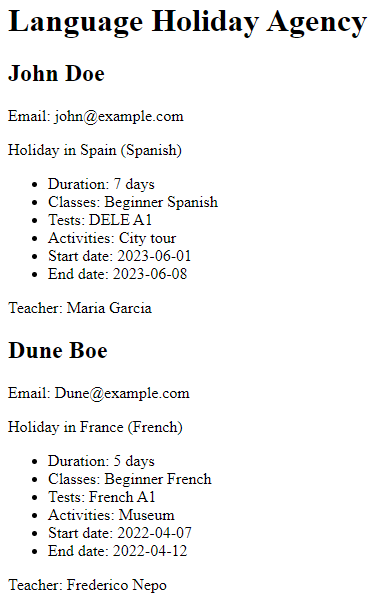 Language Holiday Agency
John Doe
Email: john@example.com
Holiday in Spain (Spanish)
• Duration: 7 days
• Classes: Beginner Spanish
• Tests: DELE A1
• Activities: City tour
• Start date: 2023-06-01
• End date: 2023-06-08
Teacher: Maria Garcia
Dune Boe
Email: Dune@example.com
Holiday in France (French)
• Duration: 5 days
• Classes: Beginner French
• Tests: French A1
• Activities: Museum
• Start date: 2022-04-07
• End date: 2022-04-12
Teacher: Frederico Nepo